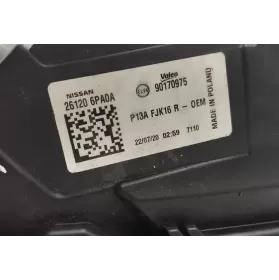 NISSAN
26120 6PA0A
Valeo
90170975
P13A FJK16 R - OEM
22/07/20 02:59 7110
MADE IN POLAND